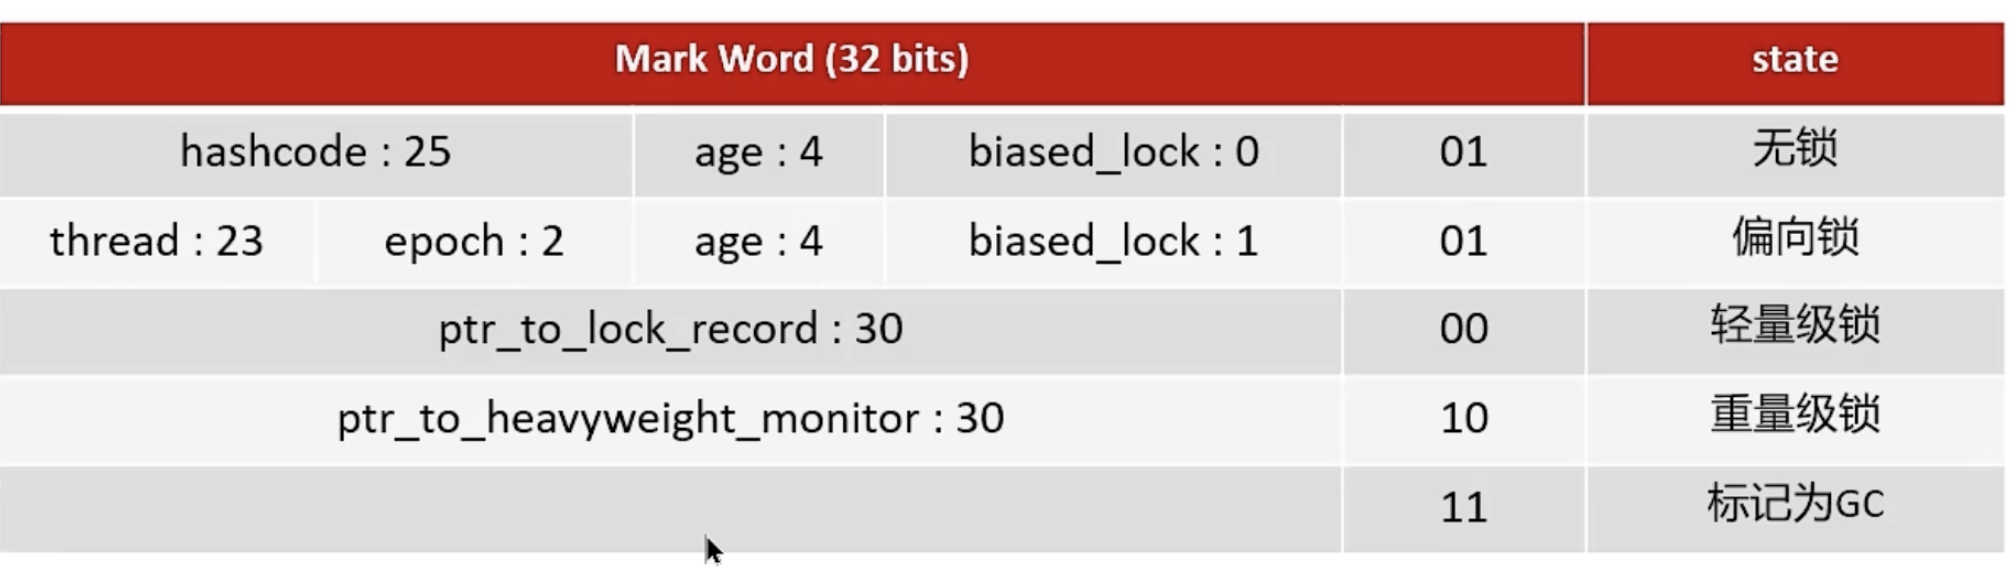 Mark Word (32 bits) state
hashcode : 25 age : 4 biased_lock : 0 01 无锁
thread : 23 epoch : 2 age : 4 biased_lock : 1 01 偏向锁
ptr_to_lock_record : 30 00 轻量级锁
ptr_to_heavyweight_monitor : 30 10 重量级锁
11 标记为GC